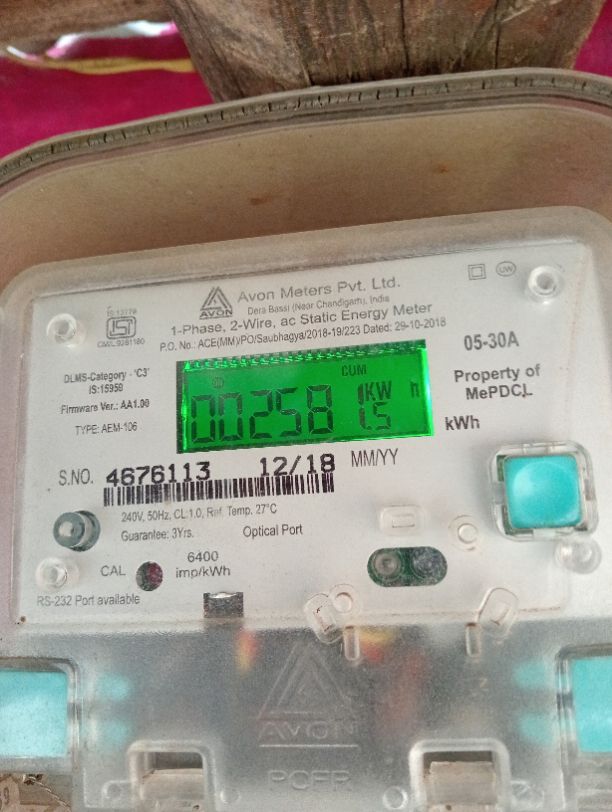 Avon Meters Pvt. Ltd.
Dera Bassi (Near Chandigarh), India
AVON
1-Phase, 2-Wire, ac Static Energy Meter
P.O. No.: ACE(MM)/PO/Saubhagya/2018-19/223 Dated: 29-10-2018
UW
ISI
DLMS-Category - 'C3'
IS:15959
Firmware Ver.: AA1.00
TYPE: AEM-106
CUM
002581.5 KW h
kWh
05-30A
Property of
MePDCL
S.NO. 4676113 12/18 MM/YY
240V, 50Hz, CL:1.0, Ref. Temp. 27°C
Guarantee: 3Yrs. Optical Port
CAL 6400
imp/kWh
RS-232 Port available
AVON